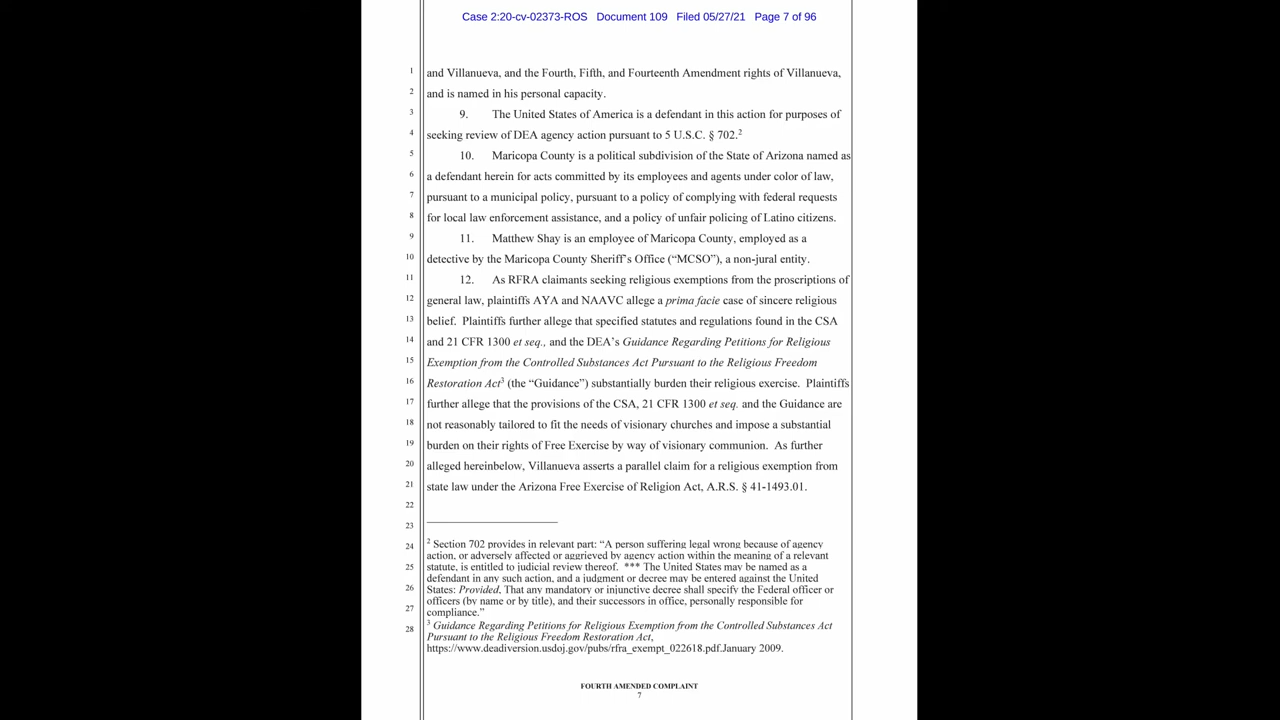 Case 2:20-cv-02373-ROS Document 109 Filed 05/27/21 Page 7 of 96
1 and Villanueva, and the Fourth, Fifth, and Fourteenth Amendment rights of Villanueva,
2 and is named in his personal capacity.
3 9. The United States of America is a defendant in this action for purposes of
4 seeking review of DEA agency action pursuant to 5 U.S.C. § 702.2
5 10. Maricopa County is a political subdivision of the State of Arizona named as
6 a defendant herein for acts committed by its employees and agents under color of law,
7 pursuant to a municipal policy, pursuant to a policy of complying with federal requests
8 for local law enforcement assistance, and a policy of unfair policing of Latino citizens.
9 11. Matthew Shay is an employee of Maricopa County, employed as a
10 detective by the Maricopa County Sheriff’s Office (“MCSO”), a non-jural entity.
11 12. As RFRA claimants seeking religious exemptions from the proscriptions of
12 general law, plaintiffs AYA and NAAVC allege a prima facie case of sincere religious
13 belief. Plaintiffs further allege that specified statutes and regulations found in the CSA
14 and 21 CFR 1300 et seq., and the DEA’s Guidance Regarding Petitions for Religious
15 Exemption from the Controlled Substances Act Pursuant to the Religious Freedom
16 Restoration Act3 (the “Guidance”) substantially burden their religious exercise. Plaintiffs
17 further allege that the provisions of the CSA, 21 CFR 1300 et seq. and the Guidance are
18 not reasonably tailored to fit the needs of visionary churches and impose a substantial
19 burden on their rights of Free Exercise by way of visionary communion. As further
20 alleged hereinbelow, Villanueva asserts a parallel claim for a religious exemption from
21 state law under the Arizona Free Exercise of Religion Act, A.R.S. § 41-1493.01.
22
23
24 2 Section 702 provides in relevant part: “A person suffering legal wrong because of agency
action, or adversely affected or aggrieved by agency action within the meaning of a relevant
25 statute, is entitled to judicial review thereof. *** The United States may be named as a
defendant in any such action, and a judgment or decree may be entered against the United
26 States: Provided, That any mandatory or injunctive decree shall specify the Federal officer or
officers (by name or by title), and their successors in office, personally responsible for
27 compliance.”
28 3 Guidance Regarding Petitions for Religious Exemption from the Controlled Substances Act
Pursuant to the Religious Freedom Restoration Act,
https://www.deadiversion.usdoj.gov/pubs/rfra_exempt_022618.pdf.January 2009.
FOURTH AMENDED COMPLAINT
7